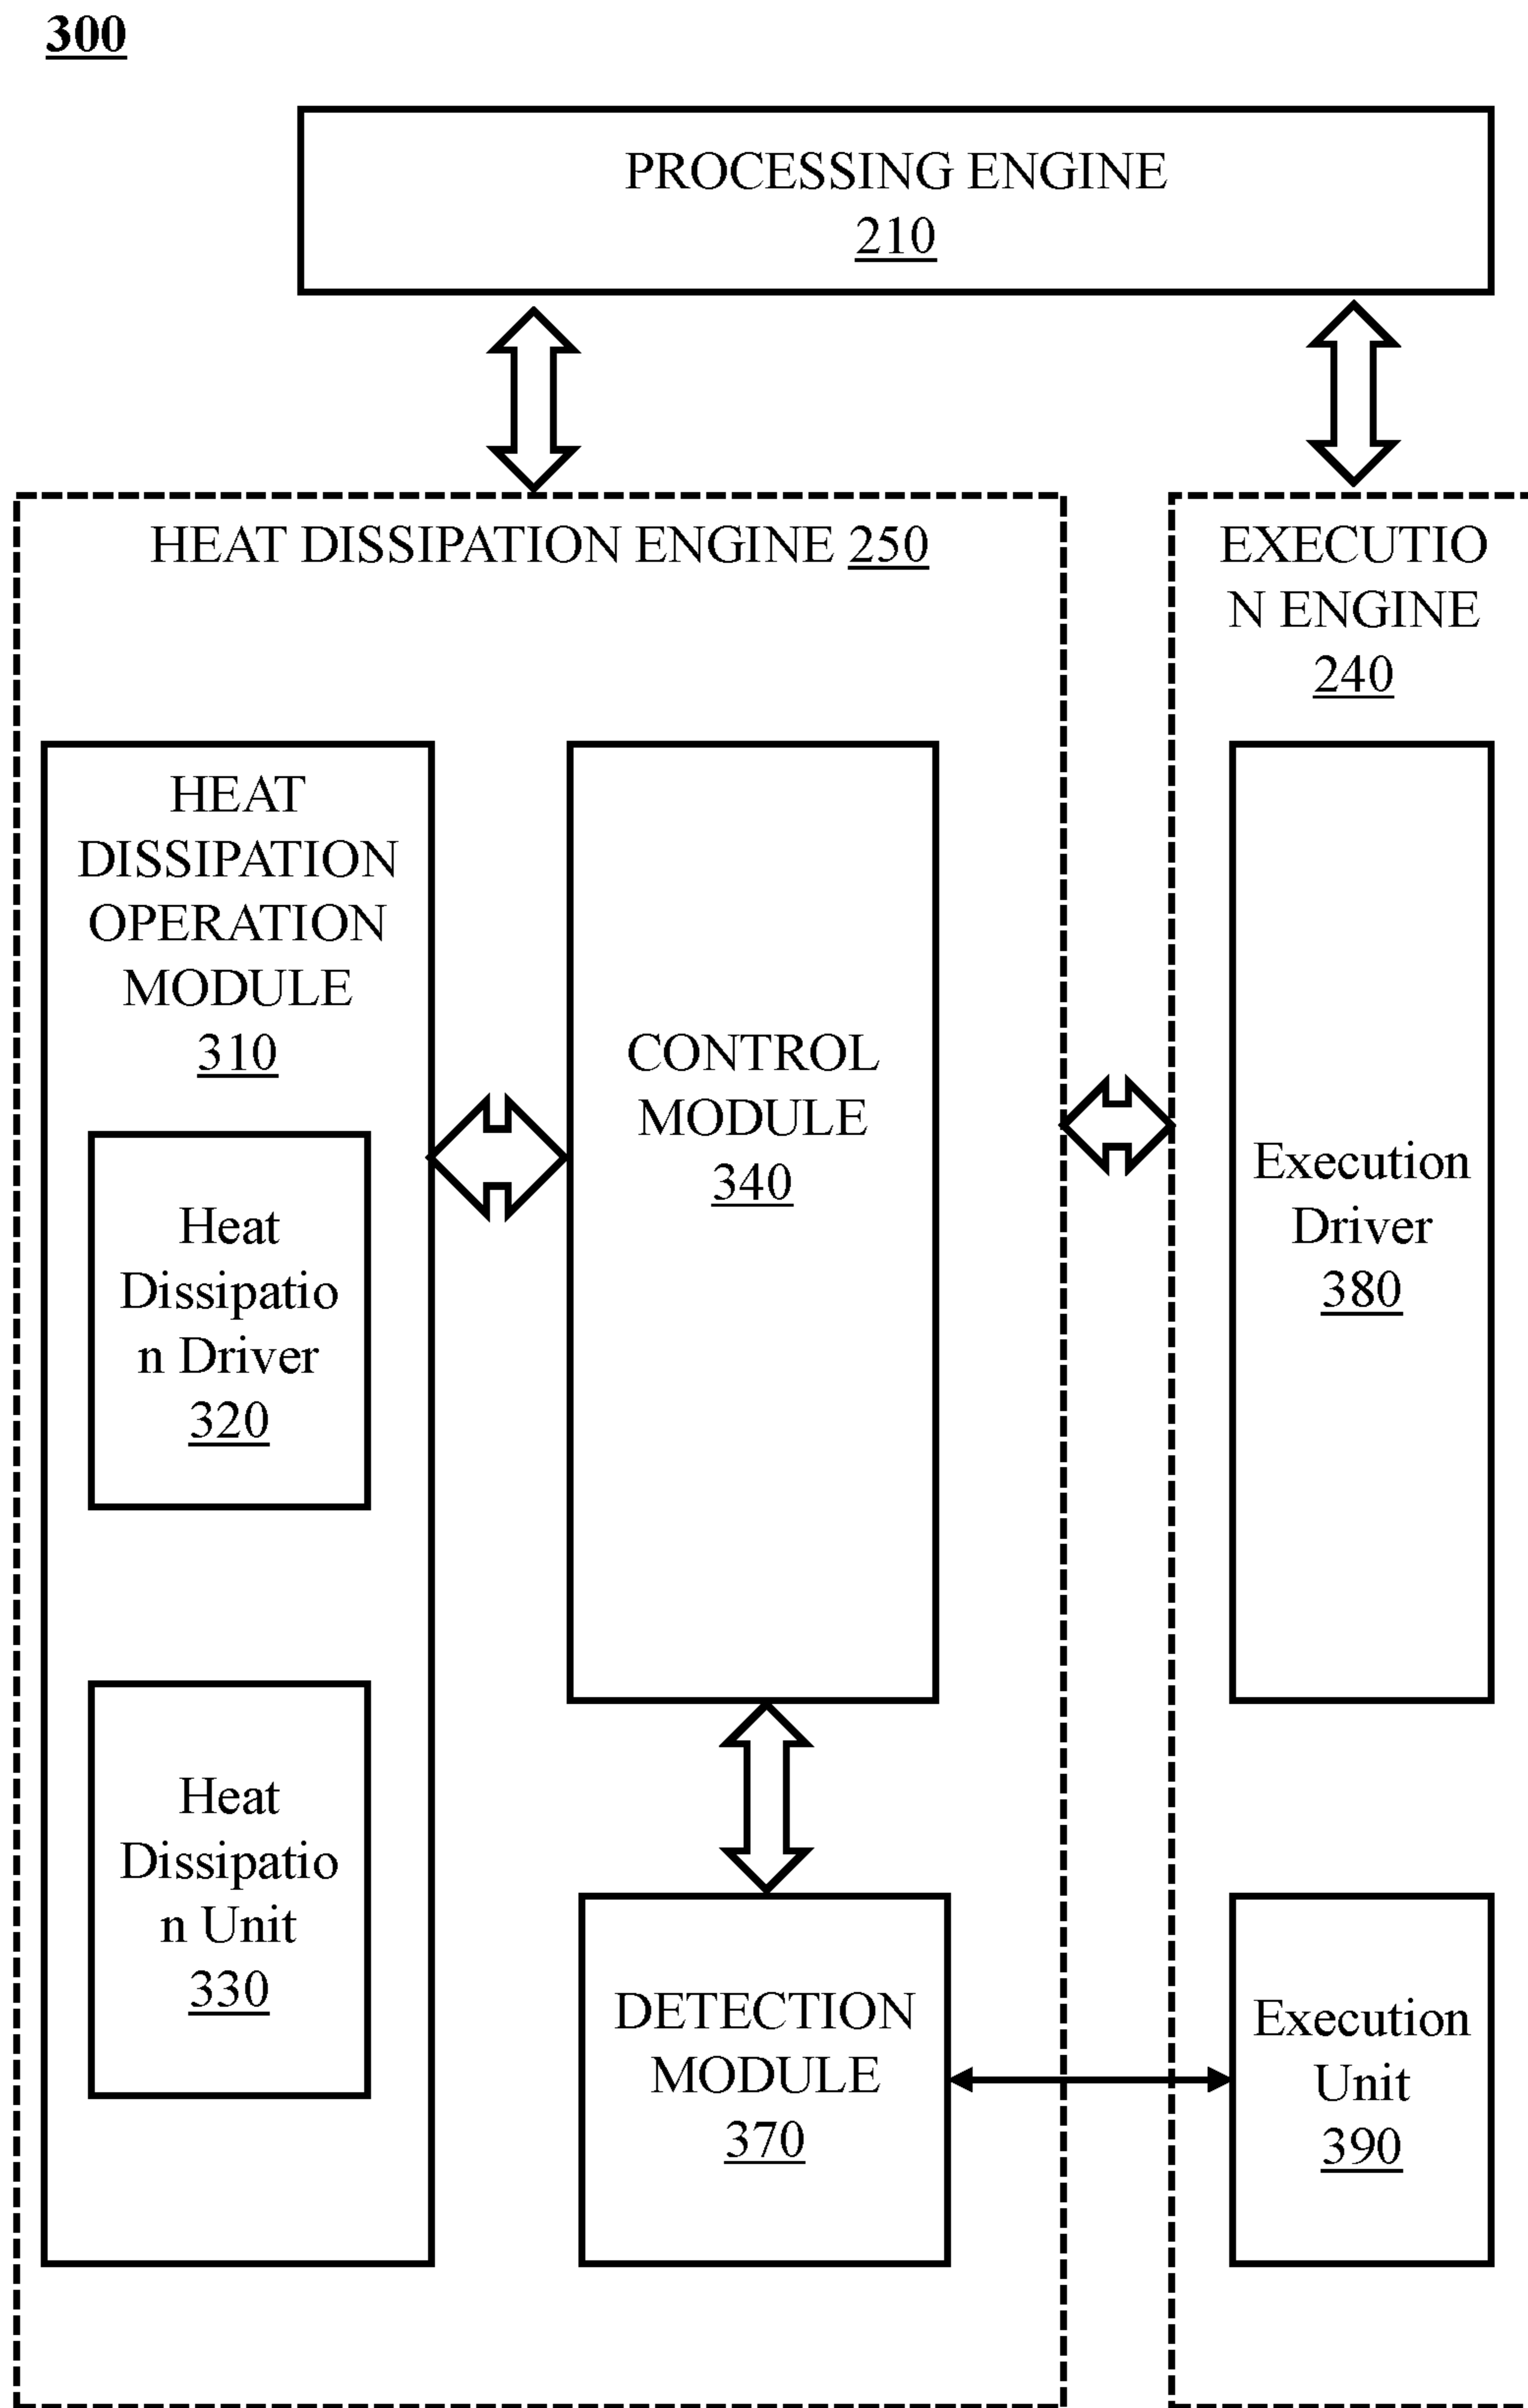 300
PROCESSING ENGINE
210
HEAT DISSIPATION ENGINE 250
EXECUTIO
N ENGINE
240
HEAT
DISSIPATION
OPERATION
MODULE
310
Heat
Dissipatio
n Driver
320
Heat
Dissipatio
n Unit
330
CONTROL
MODULE
340
DETECTION
MODULE
370
Execution
Driver
380
Execution
Unit
390